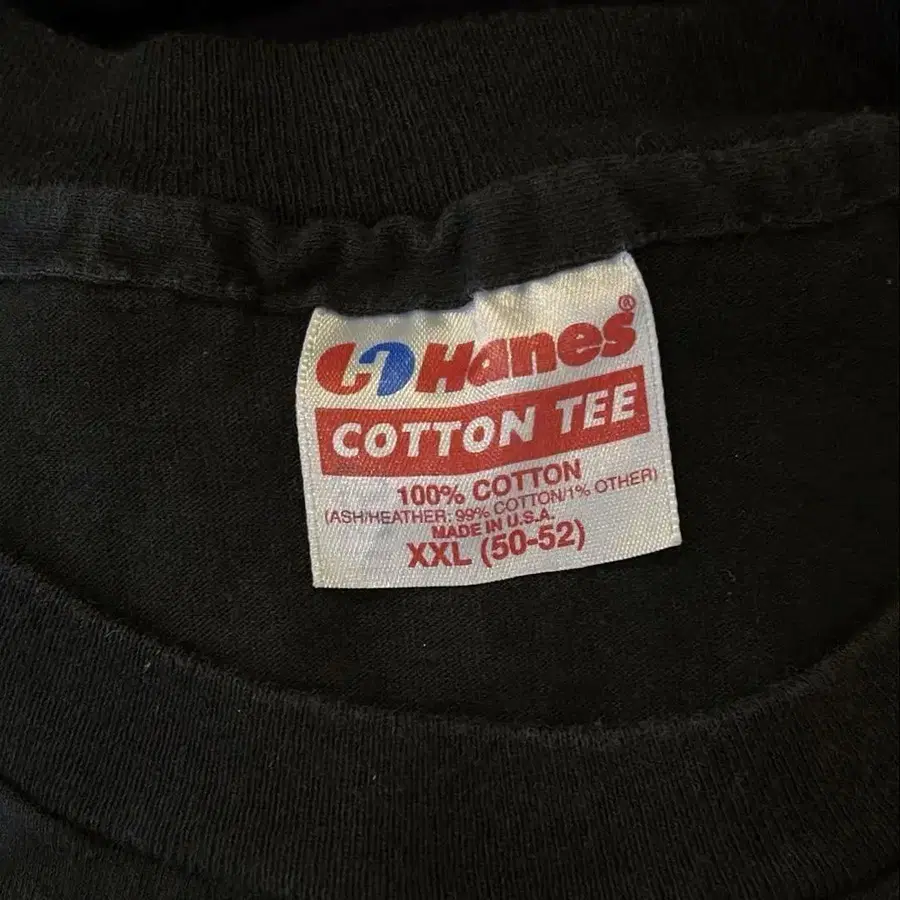 Hanes®
COTTON TEE
100% COTTON
(ASH/HEATHER: 99% COTTON/1% OTHER)
MADE IN U.S.A.
XXL (50-52)